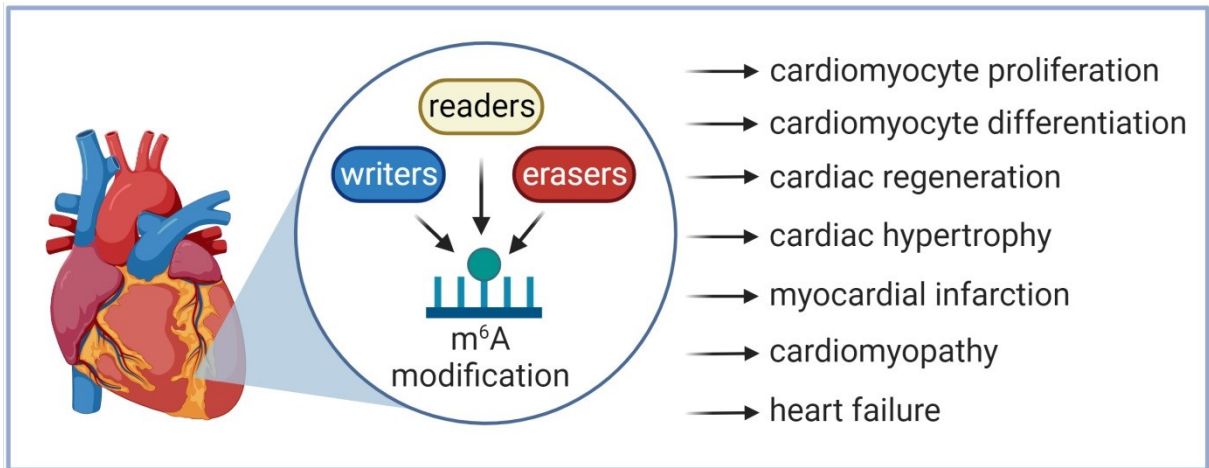 readers
writers
erasers
m⁶A
modification
cardiomyocyte proliferation
cardiomyocyte differentiation
cardiac regeneration
cardiac hypertrophy
myocardial infarction
cardiomyopathy
heart failure